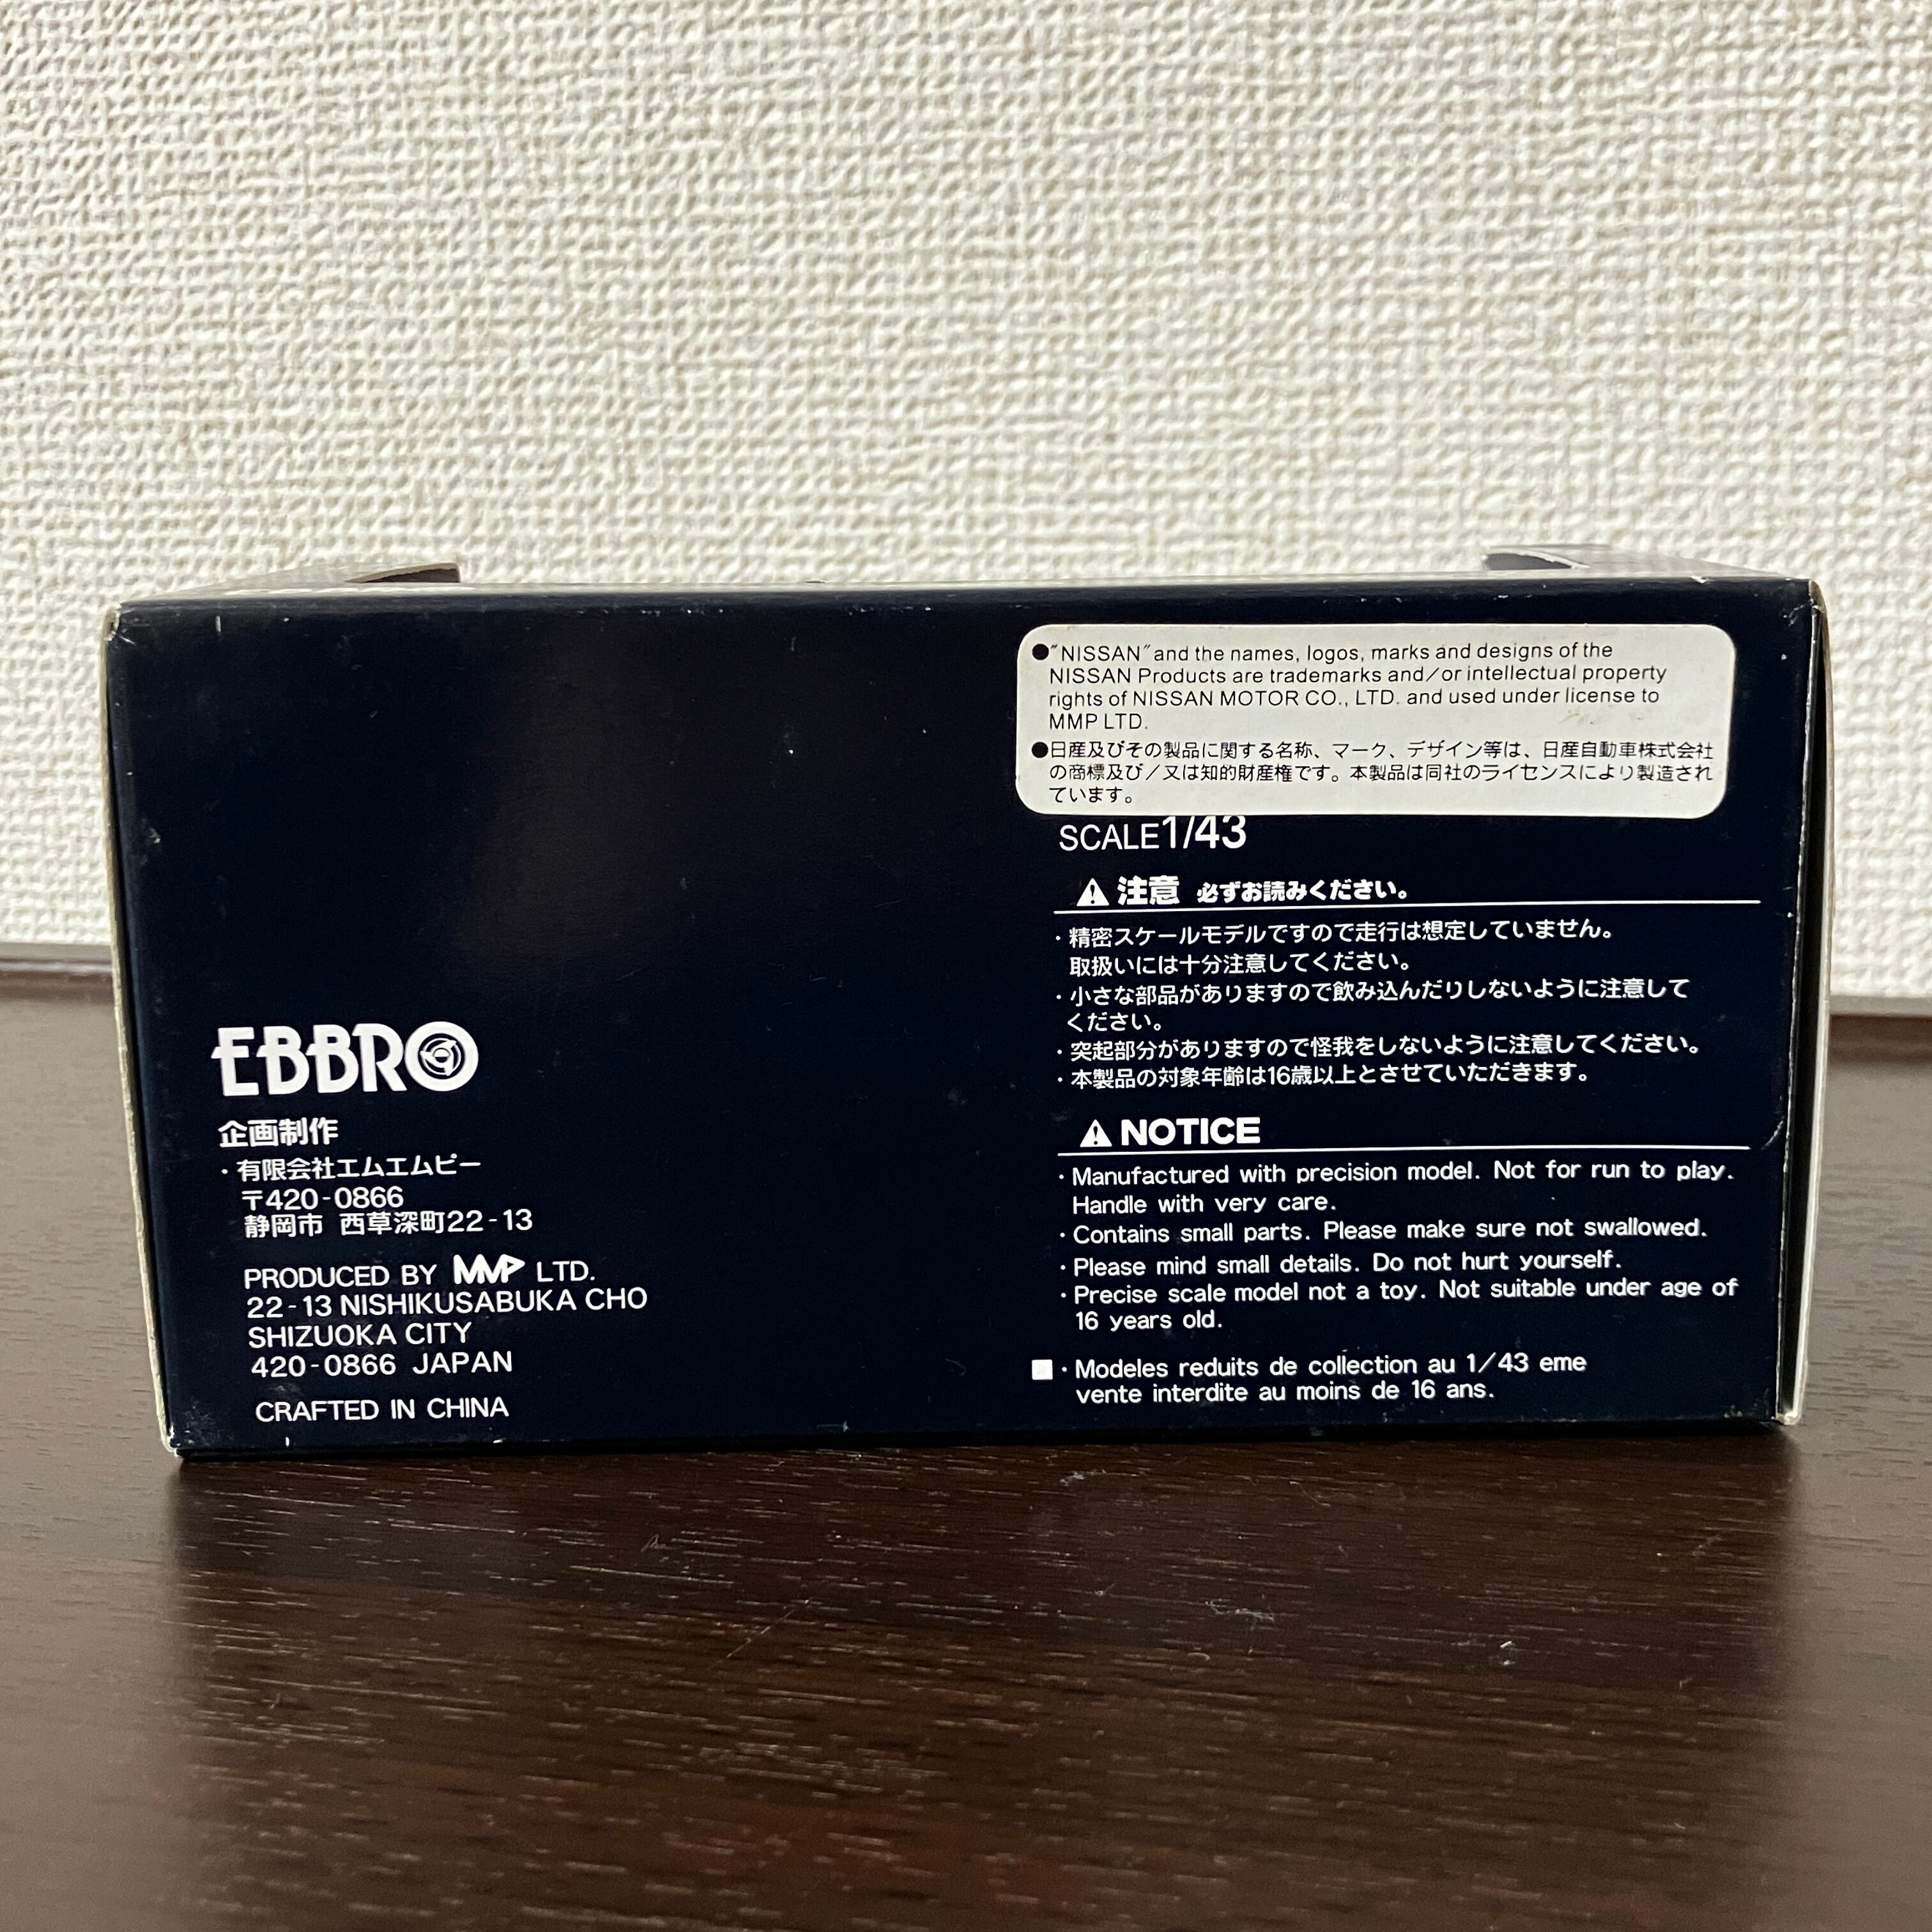 ●"NISSAN"and the names, logos, marks and designs of the
NISSAN Products are trademarks and/or intellectual property
rights of NISSAN MOTOR CO., LTD. and used under license to
MMP LTD.
●日産及びその製品に関する名称、マーク、デザイン等は、日産自動車株式会社
の商標及び/又は知的財産権です。本製品は同社のライセンスにより製造され
ています。
SCALE1/43
⚠注意 必ずお読みください。
・精密スケールモデルですので走行は想定していません。
取扱いには十分注意してください。
・小さな部品がありますので飲み込んだりしないように注意して
ください。
・突起部分がありますので怪我をしないように注意してください。
・本製品の対象年齢は16歳以上とさせていただきます。
⚠NOTICE
・Manufactured with precision model. Not for run to play.
Handle with very care.
・Contains small parts. Please make sure not swallowed.
・Please mind small details. Do not hurt yourself.
・Precise scale model not a toy. Not suitable under age of
16 years old.
・Modeles reduits de collection au 1/43 eme
vente interdite au moins de 16 ans.
EBBRO
企画制作
・有限会社エムエムピー
〒420-0866
静岡市 西草深町22-13
PRODUCED BY MMP LTD.
22-13 NISHIKUSABUKA CHO
SHIZUOKA CITY
420-0866 JAPAN
CRAFTED IN CHINA